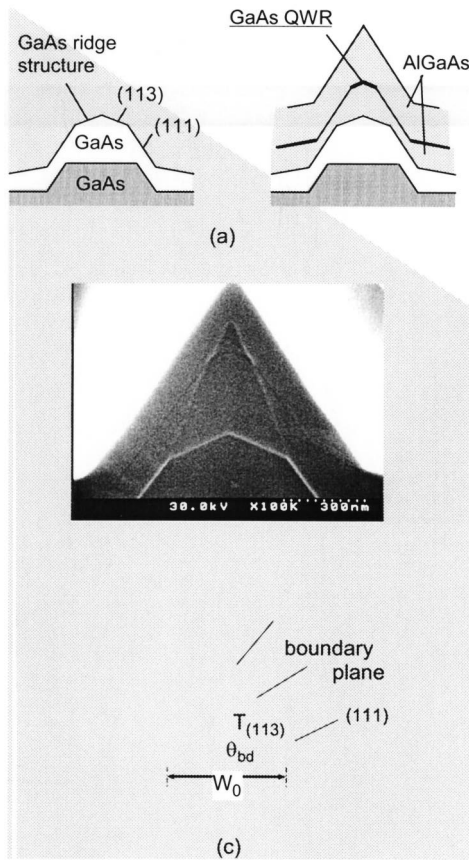 GaAs QWR
GaAs ridge
structure
AlGaAs
(113)
(111)
GaAs
GaAs
(a)
30.0kV X100K 300nm
boundary
plane
T(113)
(111)
θbd
W0
(c)